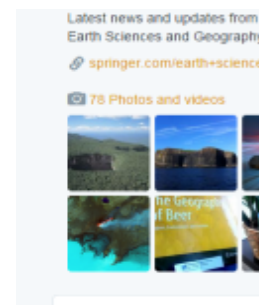 Latest news and updates from
Earth Sciences and Geography
springer.com/earth+science
78 Photos and videos
The Geography
of Beer